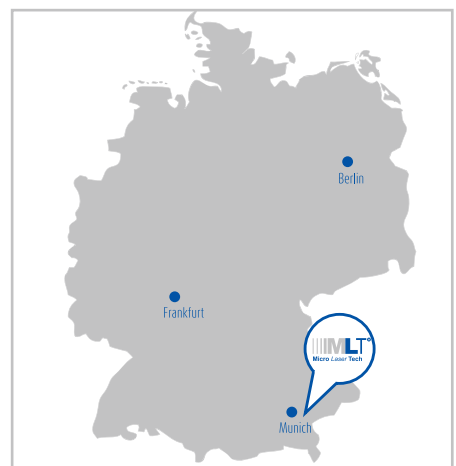 Berlin
Frankfurt
MLT®
Micro Laser Tech
Munich